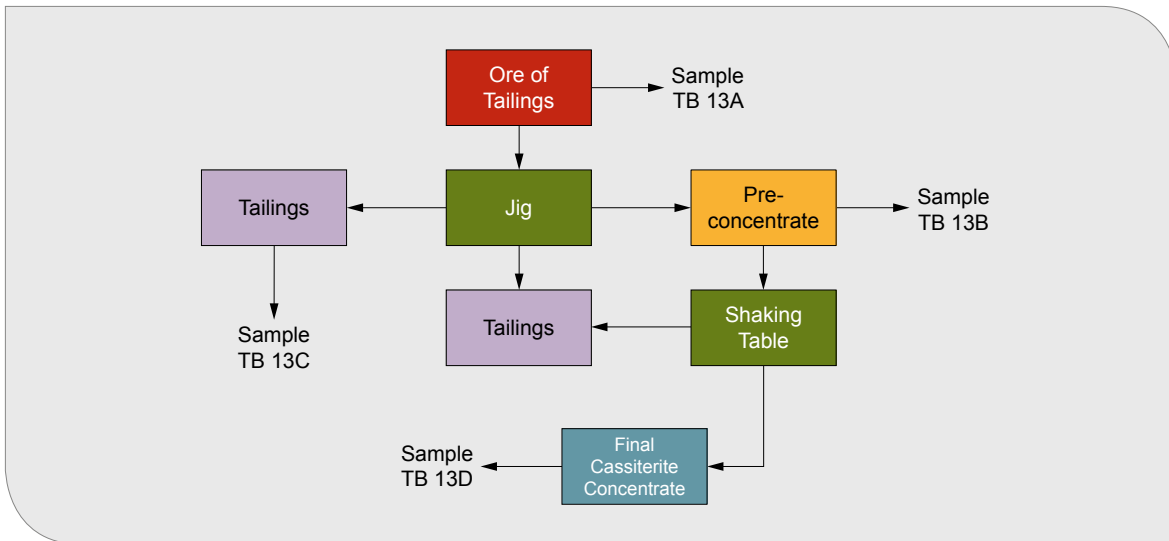 Ore of
Tailings
Sample
TB 13A
Tailings
Jig
Pre-
concentrate
Sample
TB 13B
Sample
TB 13C
Tailings
Shaking
Table
Sample
TB 13D
Final
Cassiterite
Concentrate